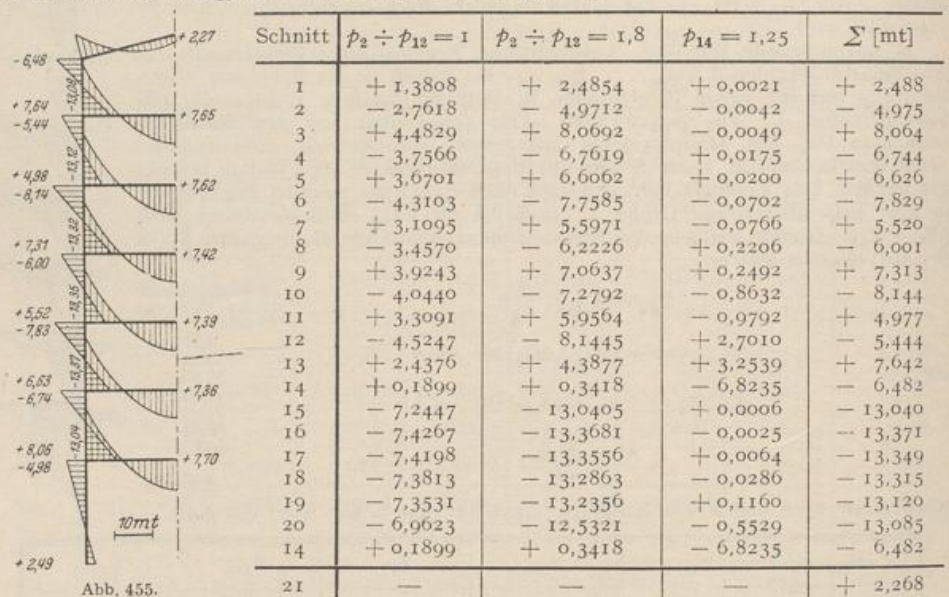 + 2,27
- 6,48
- 13,08
+ 7,64
- 5,44
+ 7,65
- 13,12
+ 4,98
- 8,14
+ 7,62
- 13,32
+ 7,31
- 6,00
+ 7,42
- 13,35
+ 5,52
- 7,83
+ 7,39
- 13,37
+ 6,63
- 6,74
+ 7,36
- 13,04
+ 8,06
- 4,98
+ 7,70
10mt
+ 2,49
Abb. 455.
Schnitt p₂ ÷ p₁₂ = 1 p₂ ÷ p₁₂ = 1,8 p₁₄ = 1,25 Σ [mt]
1 + 1,3808 + 2,4854 + 0,0021 + 2,488
2 — 2,7618 — 4,9712 — 0,0042 — 4,975
3 + 4,4829 + 8,0692 — 0,0049 + 8,064
4 — 3,7566 — 6,7619 + 0,0175 — 6,744
5 + 3,6701 + 6,6062 + 0,0200 + 6,626
6 — 4,3103 — 7,7585 — 0,0702 — 7,829
7 + 3,1095 + 5,5971 — 0,0766 + 5,520
8 — 3,4570 — 6,2226 + 0,2206 — 6,001
9 + 3,9243 + 7,0637 + 0,2492 + 7,313
10 — 4,0440 — 7,2792 — 0,8632 — 8,144
11 + 3,3091 + 5,9564 — 0,9792 + 4,977
12 — 4,5247 — 8,1445 + 2,7010 — 5,444
13 + 2,4376 + 4,3877 + 3,2539 + 7,642
14 + 0,1899 + 0,3418 — 6,8235 — 6,482
15 — 7,2447 — 13,0405 + 0,0006 — 13,040
16 — 7,4267 — 13,3681 — 0,0025 — 13,371
17 — 7,4198 — 13,3556 + 0,0064 — 13,349
18 — 7,3813 — 13,2863 — 0,0286 — 13,315
19 — 7,3531 — 13,2356 + 0,1160 — 13,120
20 — 6,9623 — 12,5321 — 0,5529 — 13,085
14 + 0,1899 + 0,3418 — 6,8235 — 6,482
21 — — — + 2,268